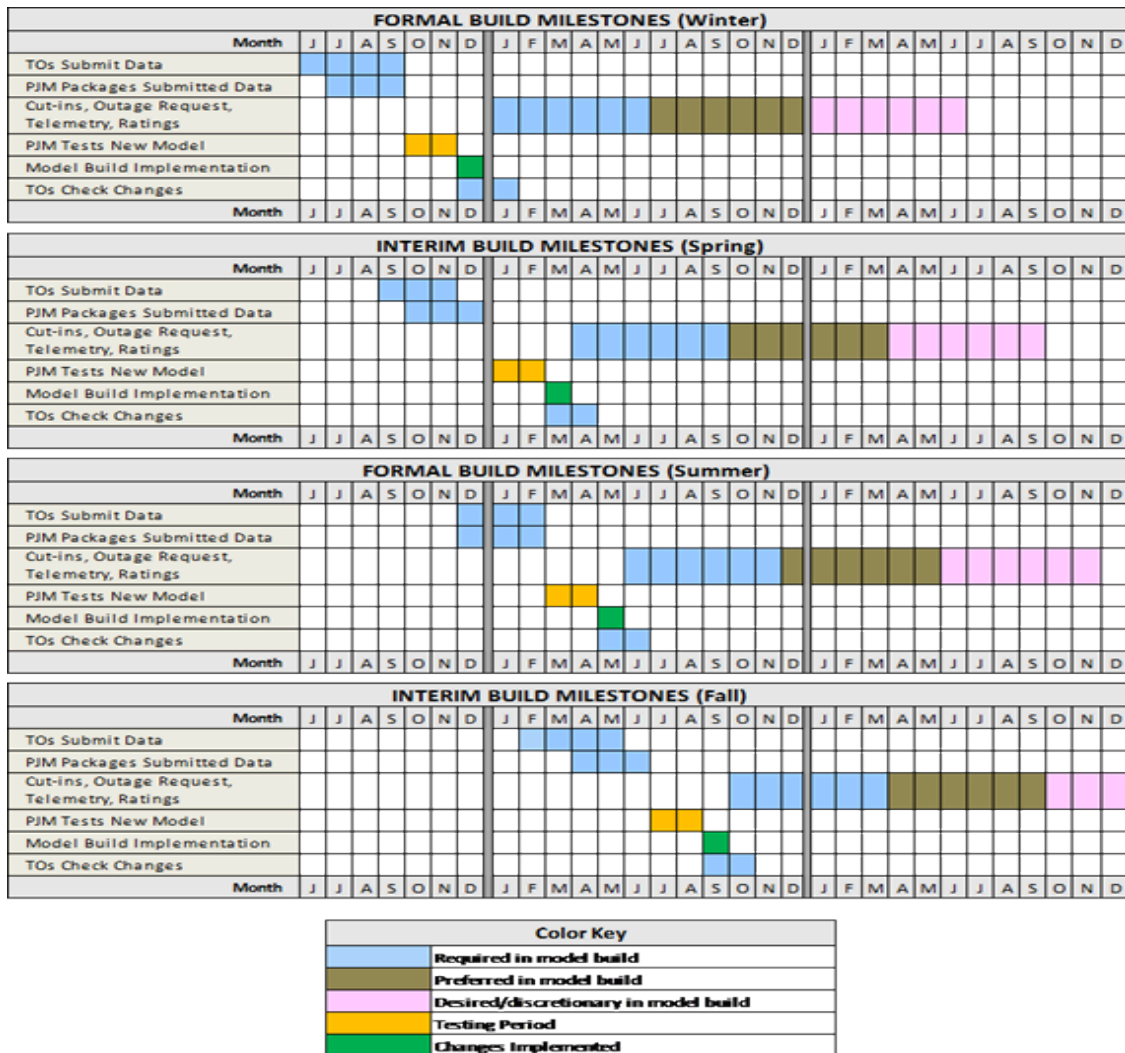 FORMAL BUILD MILESTONES (Winter)
Month J J A S O N D J F M A M J J A S O N D J F M A M J J A S O N D
TOs Submit Data
PJM Packages Submitted Data
Cut-ins, Outage Request,
Telemetry, Ratings
PJM Tests New Model
Model Build Implementation
TOs Check Changes
Month J J A S O N D J F M A M J J A S O N D J F M A M J J A S O N D
INTERIM BUILD MILESTONES (Spring)
Month J J A S O N D J F M A M J J A S O N D J F M A M J J A S O N D
TOs Submit Data
PJM Packages Submitted Data
Cut-ins, Outage Request,
Telemetry, Ratings
PJM Tests New Model
Model Build Implementation
TOs Check Changes
Month J J A S O N D J F M A M J J A S O N D J F M A M J J A S O N D
FORMAL BUILD MILESTONES (Summer)
Month J J A S O N D J F M A M J J A S O N D J F M A M J J A S O N D
TOs Submit Data
PJM Packages Submitted Data
Cut-ins, Outage Request,
Telemetry, Ratings
PJM Tests New Model
Model Build Implementation
TOs Check Changes
Month J J A S O N D J F M A M J J A S O N D J F M A M J J A S O N D
INTERIM BUILD MILESTONES (Fall)
Month J J A S O N D J F M A M J J A S O N D J F M A M J J A S O N D
TOs Submit Data
PJM Packages Submitted Data
Cut-ins, Outage Request,
Telemetry, Ratings
PJM Tests New Model
Model Build Implementation
TOs Check Changes
Month J J A S O N D J F M A M J J A S O N D J F M A M J J A S O N D
Color Key
Required in model build
Preferred in model build
Desired/discretionary in model build
Testing Period
Changes Implemented